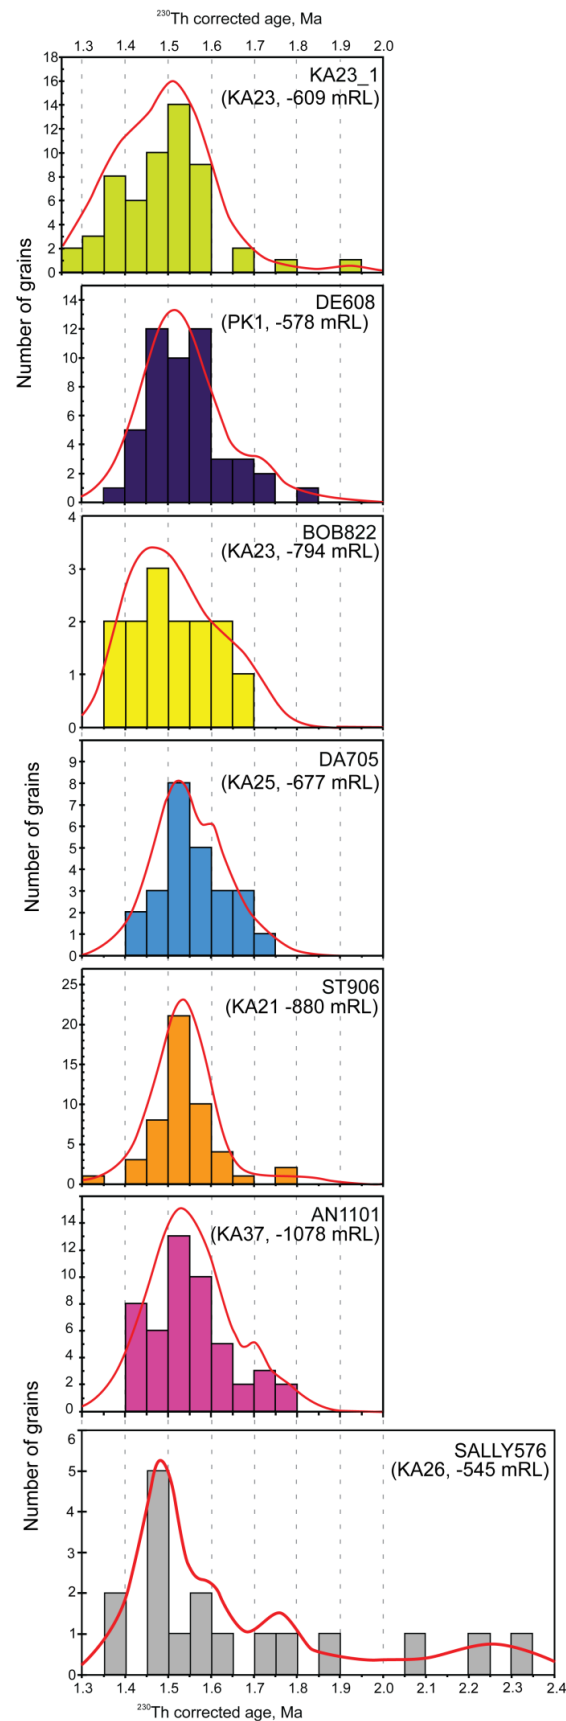 230Th corrected age, Ma
1.3 1.4 1.5 1.6 1.7 1.8 1.9 2.0
18
16
14
12
10
8
6
4
2
0
KA23_1
(KA23, -609 mRL)
Number of grains
14
12
10
8
6
4
2
0
DE608
(PK1, -578 mRL)
4
3
2
1
0
BOB822
(KA23, -794 mRL)
Number of grains
9
8
7
6
5
4
3
2
1
0
DA705
(KA25, -677 mRL)
25
20
15
10
5
0
ST906
(KA21 -880 mRL)
14
12
10
8
6
4
2
0
AN1101
(KA37, -1078 mRL)
Number of grains
6
5
4
3
2
1
0
SALLY576
(KA26, -545 mRL)
1.3 1.4 1.5 1.6 1.7 1.8 1.9 2.0 2.1 2.2 2.3 2.4
230Th corrected age, Ma